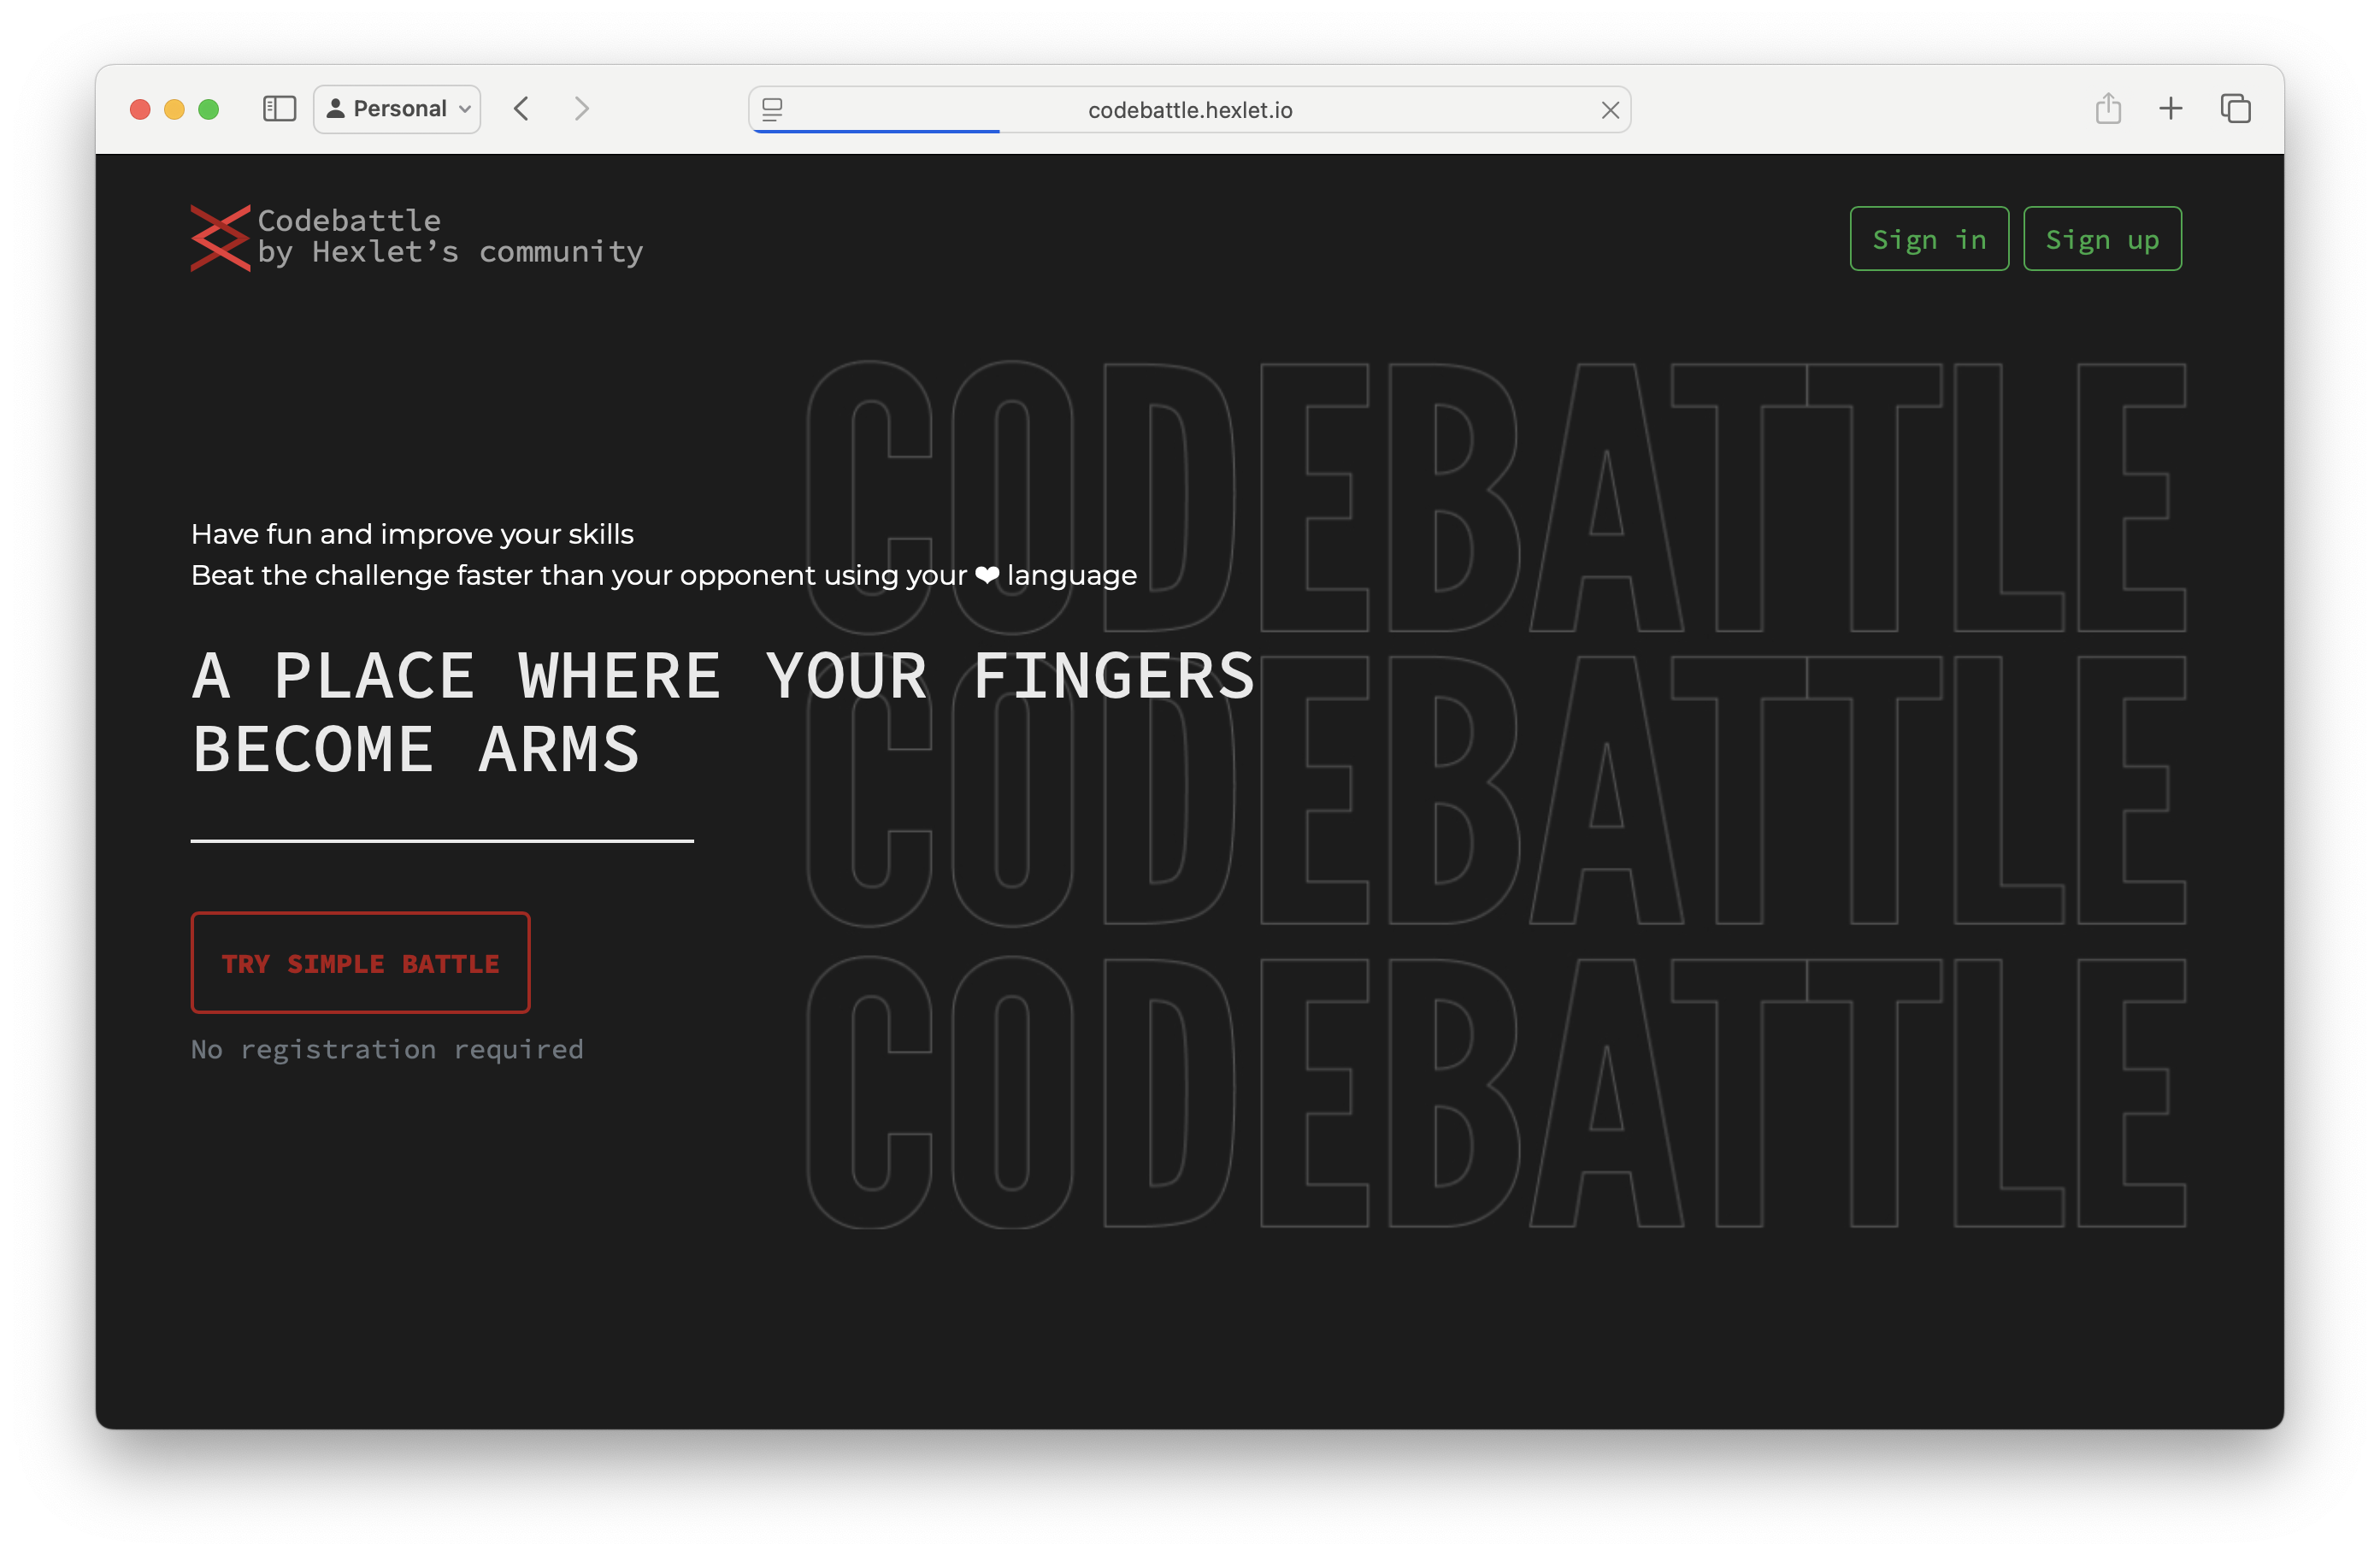 Personal
codebattle.hexlet.io
Codebattle
by Hexlet’s community
Sign in
Sign up
CODEBATTLE
Have fun and improve your skills
Beat the challenge faster than your opponent using your ❤ language
A PLACE WHERE YOUR FINGERS
BECOME ARMS
CODEBATTLE
TRY SIMPLE BATTLE
No registration required
CODEBATTLE